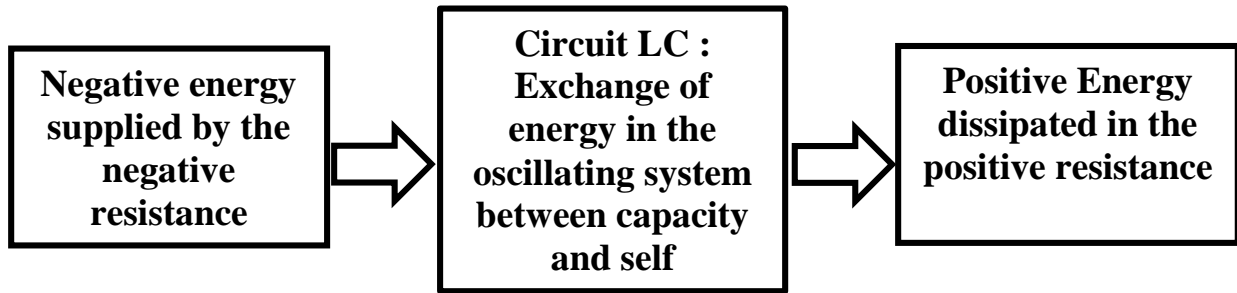 Negative energy
supplied by the
negative
resistance
Circuit LC :
Exchange of
energy in the
oscillating system
between capacity
and self
Positive Energy
dissipated in the
positive resistance